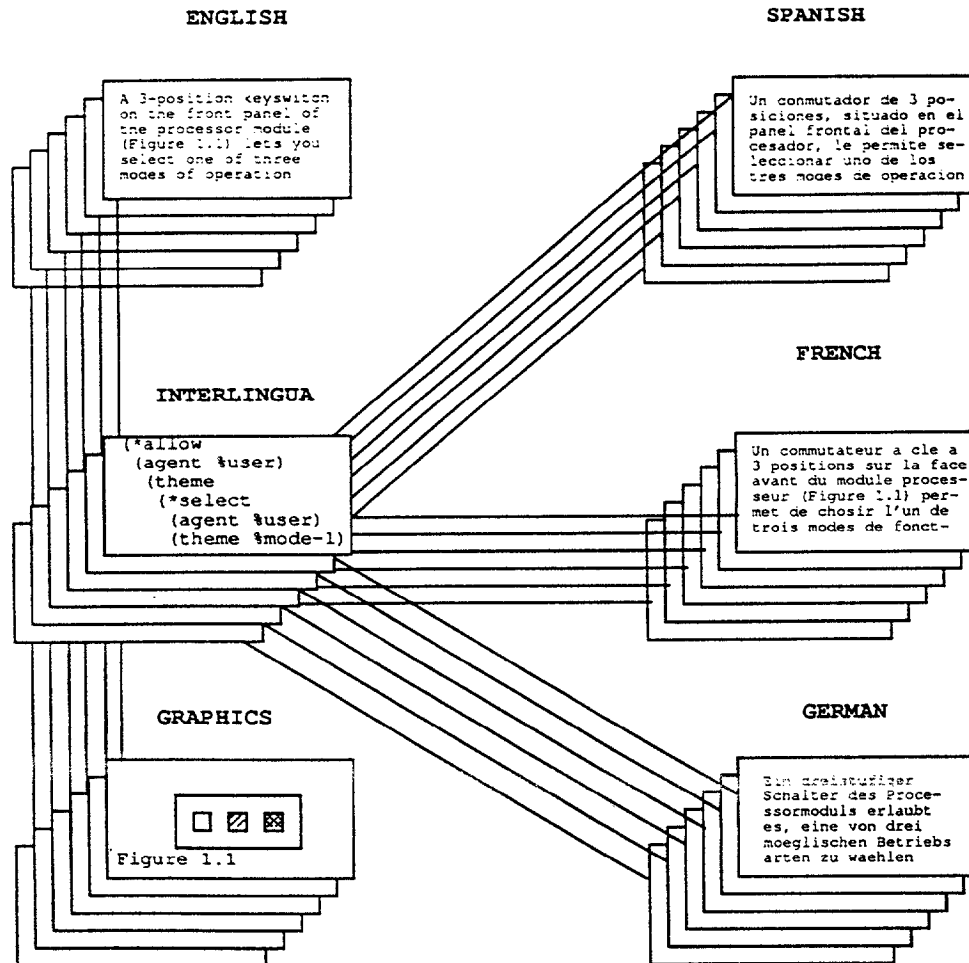 ENGLISH
A 3-position keyswitch
on the front panel of
the processor module
(Figure 1.1) lets you
select one of three
modes of operation
SPANISH
Un conmutador de 3 po-
siciones, situado en el
panel frontal del pro-
cesador, le permite se-
leccionar uno de los
tres modes de operacion
INTERLINGUA
(*allow
(agent %user)
(theme
(*select
(agent %user)
(theme %mode-1)
FRENCH
Un commutateur a cle a
3 positions sur la face
avant du module proces-
seur (Figure 1.1) per-
met de chosir l'un de
trois modes de fonct-
GRAPHICS
Figure 1.1
GERMAN
Ein dreistufiger
Schalter des Proce-
ssormoduls erlaubt
es, eine von drei
moeglischen Betriebs
arten zu waehlen